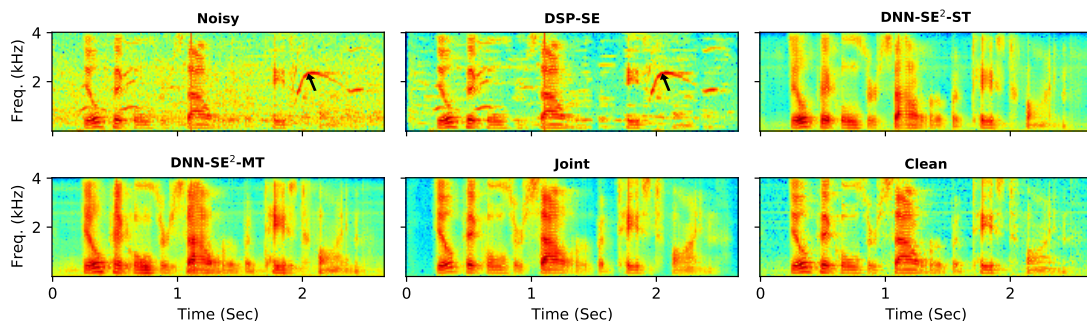 Noisy
DSP-SE
DNN-SE²-ST
Freq. (kHz)
4
2
DNN-SE²-MT
Joint
Clean
Freq. (kHz)
4
2
0 1 2
0 1 2
0 1 2
Time (Sec)
Time (Sec)
Time (Sec)